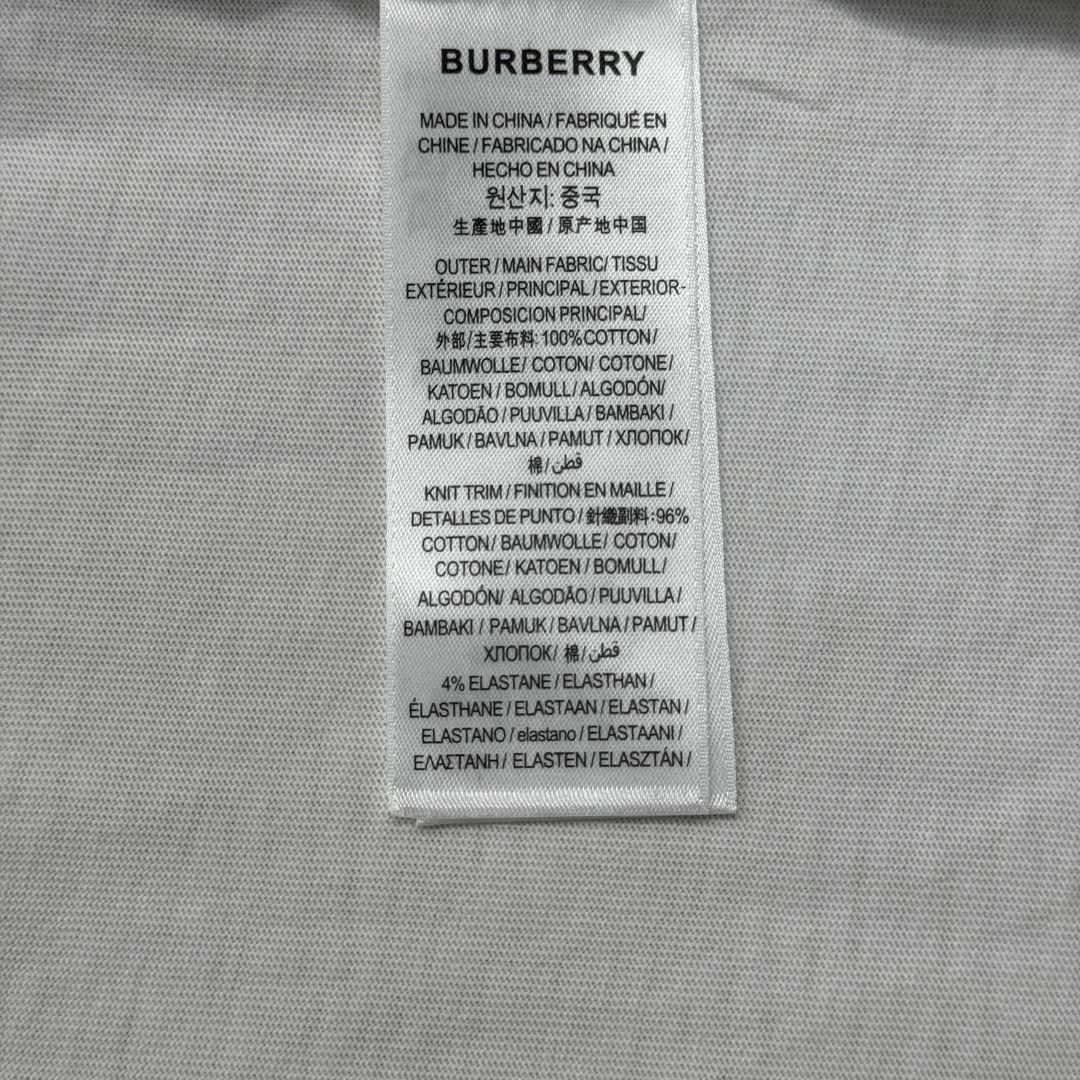 BURBERRY
MADE IN CHINA / FABRIQUÉ EN
CHINE / FABRICADO NA CHINA /
HECHO EN CHINA
원산지: 중국
生產地中國 / 原产地中国
OUTER / MAIN FABRIC/ TISSU
EXTÉRIEUR / PRINCIPAL / EXTERIOR-
COMPOSICION PRINCIPAL/
外部/主要布料: 100%COTTON/
BAUMWOLLE/ COTON/ COTONE/
KATOEN / BOMULL/ ALGODÓN/
ALGODÃO / PUUVILLA / BAMBAKI /
PAMUK / BAVLNA / PAMUT / ХЛОПОК/
棉/ قطن
KNIT TRIM / FINITION EN MAILLE /
DETALLES DE PUNTO / 針織副料:96%
COTTON/ BAUMWOLLE/ COTON/
COTONE/ KATOEN / BOMULL/
ALGODÓN/ ALGODÃO / PUUVILLA /
BAMBAKI / PAMUK / BAVLNA / PAMUT /
ХЛОПОК/ 棉/ قطن
4% ELASTANE / ELASTHAN /
ÉLASTHANE / ELASTAAN / ELASTAN /
ELASTANO / elastano / ELASTAANI /
ΕΛΑΣΤΑΝΗ / ELASTEN / ELASZTÁN /